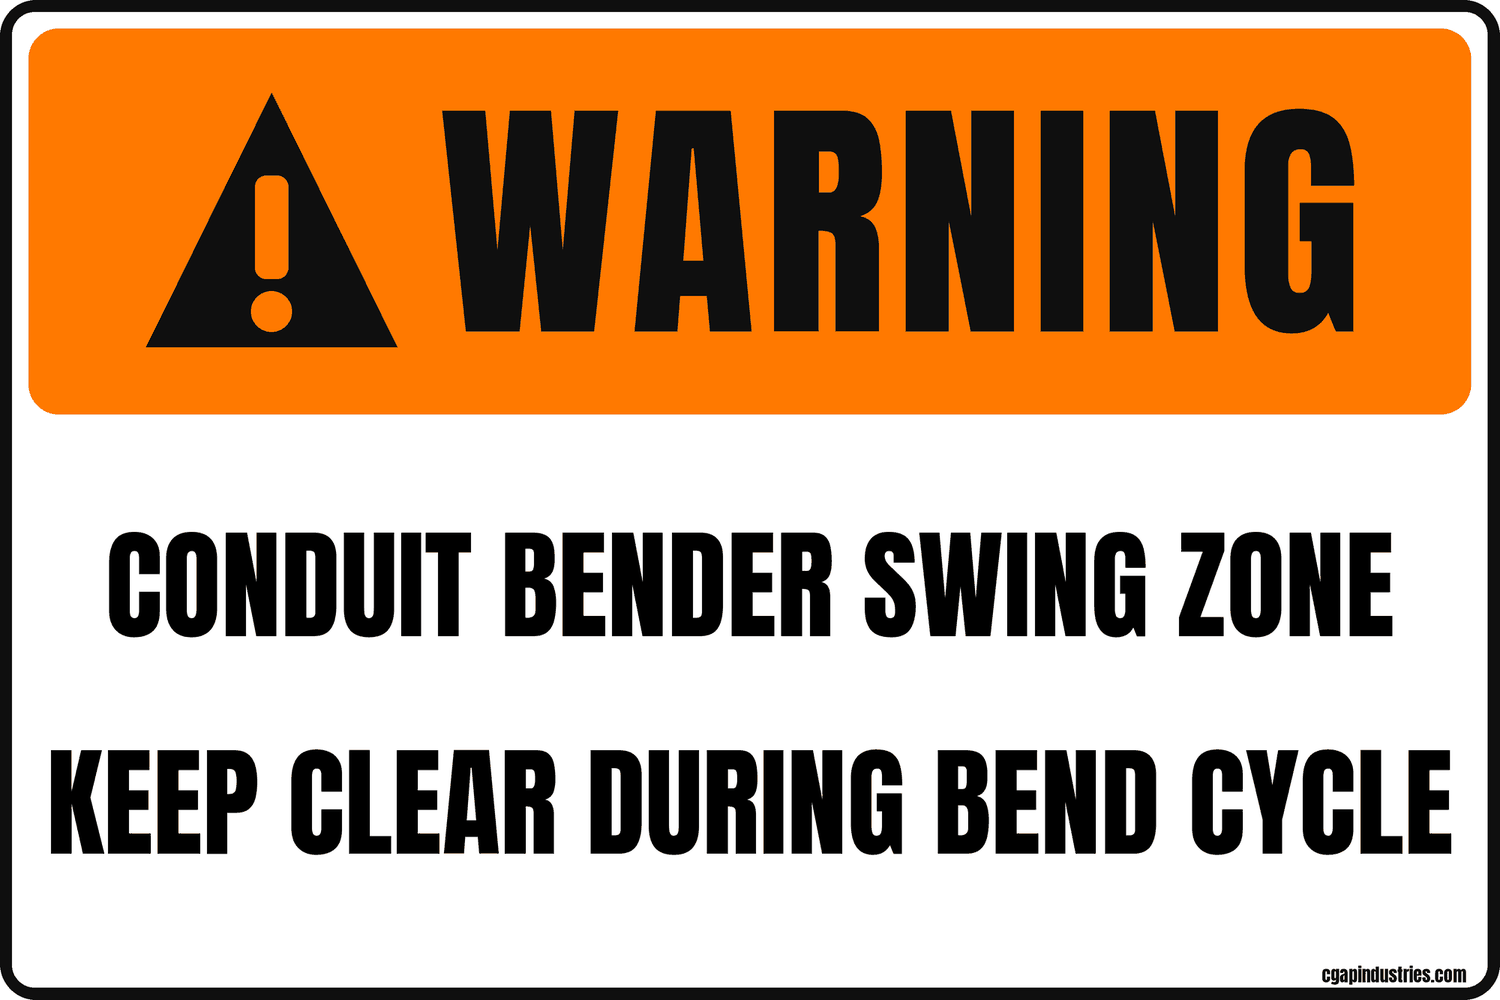 WARNING
CONDUIT BENDER SWING ZONE
KEEP CLEAR DURING BEND CYCLE
cgapindustries.com